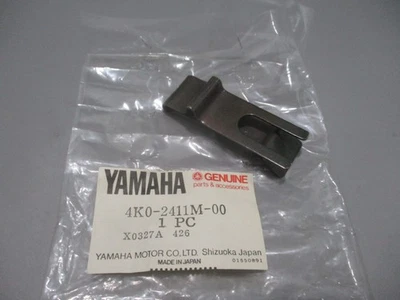 YAMAHA GENUINE
parts & accessories
4K0-2411M-00
1 PC
X0327A 426
YAMAHA MOTOR CO., LTD. Shizuoka Japan
MADE IN JAPAN